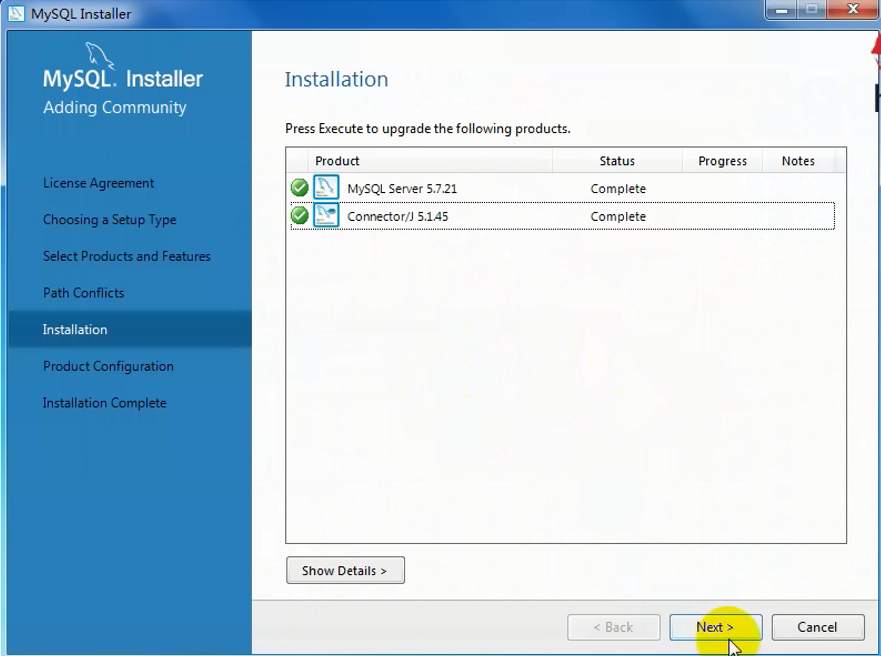 MySQL Installer
MySQL. Installer
Adding Community
License Agreement
Choosing a Setup Type
Select Products and Features
Path Conflicts
Installation
Product Configuration
Installation Complete
Installation
Press Execute to upgrade the following products.
Product Status Progress Notes
MySQL Server 5.7.21 Complete
Connector/J 5.1.45 Complete
Show Details >
< Back Next > Cancel